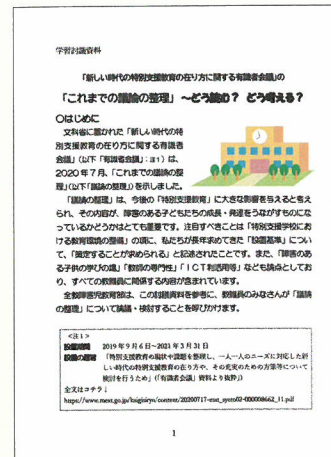 学習討議資料
「新しい時代の特別支援教育の在り方に関する有識者会議」の
「これまでの議論の整理」 ～どう読む？ どう考える？
〇はじめに
文科省に置かれた「新しい時代の特
別支援教育の在り方に関する有識者
会議」（以下「有識者会議」：注1）は、
2020年7月、「これまでの議論の整
理」（以下「議論の整理」）を示しました。
「議論の整理」は、今後の「特別支援教育」に大きな影響を与えると考え
られ、その内容が、障害のある子どもたちの成長・発達をうながすものにな
っているかどうかはとても重要です。注目すべきことは「特別支援学校にお
ける教育環境の整備」の項に、私たちが長年求めてきた「設置基準」につい
て、「策定することが求められる」と記述されたことです。また、「障害のあ
る子供の学びの場」「教師の専門性」「ＩＣＴ利活用等」なども論点としてお
り、すべての教職員に関係する内容が含まれています。
全教障害児教育部は、この討議資料を参考に、教職員のみなさんが「議論
の整理」について論議・検討することを呼びかけます。
＜注1＞
設置期間 2019年9月6日～2021年3月31日
設置の趣旨 「特別支援教育の現状や課題を整理し、一人一人のニーズに対応した新
しい時代の特別支援教育の在り方や、その充実のための方策等について
検討を行うため」（「有識者会議」資料より抜粋）
全文はコチラ↓
https://www.mext.go.jp/kaigisiryo/content/20200717-mxt_syoto02-000008662_11.pdf
1